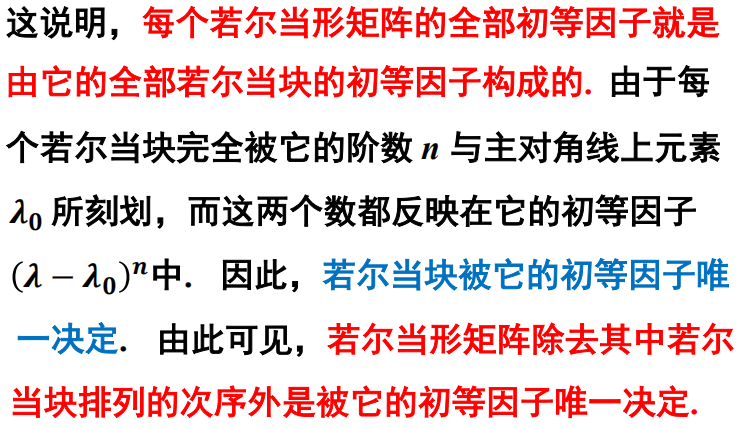 这说明，每个若尔当形矩阵的全部初等因子就是
由它的全部若尔当块的初等因子构成的. 由于每
个若尔当块完全被它的阶数 n 与主对角线上元素
λ₀ 所刻划，而这两个数都反映在它的初等因子
(λ − λ₀)ⁿ中. 因此，若尔当块被它的初等因子唯
一决定. 由此可见，若尔当形矩阵除去其中若尔
当块排列的次序外是被它的初等因子唯一决定.